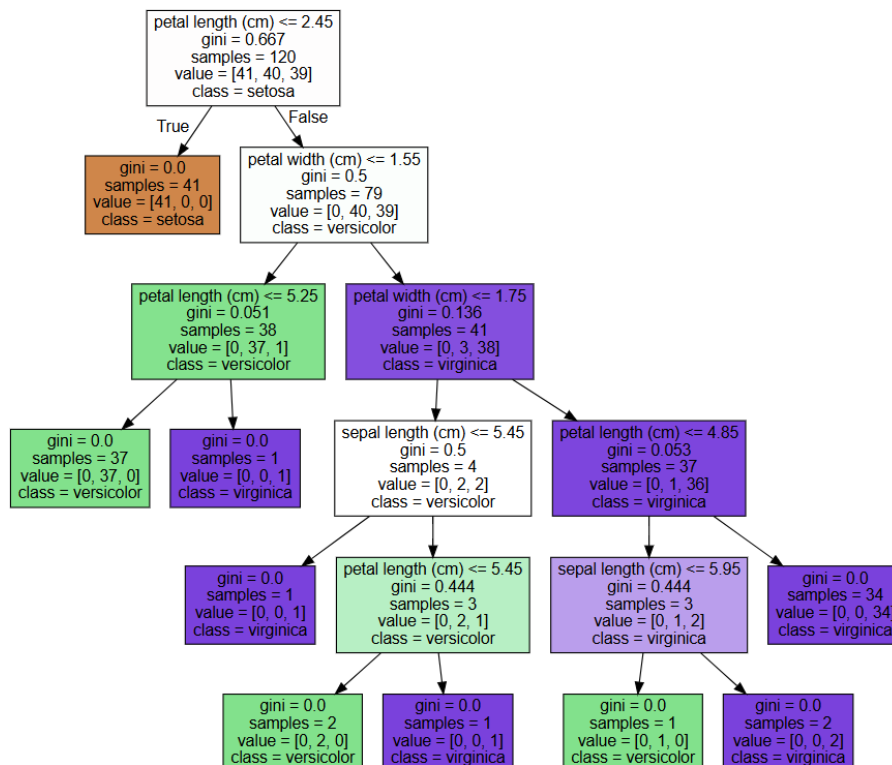 petal length (cm) <= 2.45
gini = 0.667
samples = 120
value = [41, 40, 39]
class = setosa
True
False
gini = 0.0
samples = 41
value = [41, 0, 0]
class = setosa
petal width (cm) <= 1.55
gini = 0.5
samples = 79
value = [0, 40, 39]
class = versicolor
petal length (cm) <= 5.25
gini = 0.051
samples = 38
value = [0, 37, 1]
class = versicolor
petal width (cm) <= 1.75
gini = 0.136
samples = 41
value = [0, 3, 38]
class = virginica
gini = 0.0
samples = 37
value = [0, 37, 0]
class = versicolor
gini = 0.0
samples = 1
value = [0, 0, 1]
class = virginica
sepal length (cm) <= 5.45
gini = 0.5
samples = 4
value = [0, 2, 2]
class = versicolor
petal length (cm) <= 4.85
gini = 0.053
samples = 37
value = [0, 1, 36]
class = virginica
gini = 0.0
samples = 1
value = [0, 0, 1]
class = virginica
petal length (cm) <= 5.45
gini = 0.444
samples = 3
value = [0, 2, 1]
class = versicolor
sepal length (cm) <= 5.95
gini = 0.444
samples = 3
value = [0, 1, 2]
class = virginica
gini = 0.0
samples = 34
value = [0, 0, 34]
class = virginica
gini = 0.0
samples = 2
value = [0, 2, 0]
class = versicolor
gini = 0.0
samples = 1
value = [0, 0, 1]
class = virginica
gini = 0.0
samples = 1
value = [0, 1, 0]
class = versicolor
gini = 0.0
samples = 2
value = [0, 0, 2]
class = virginica